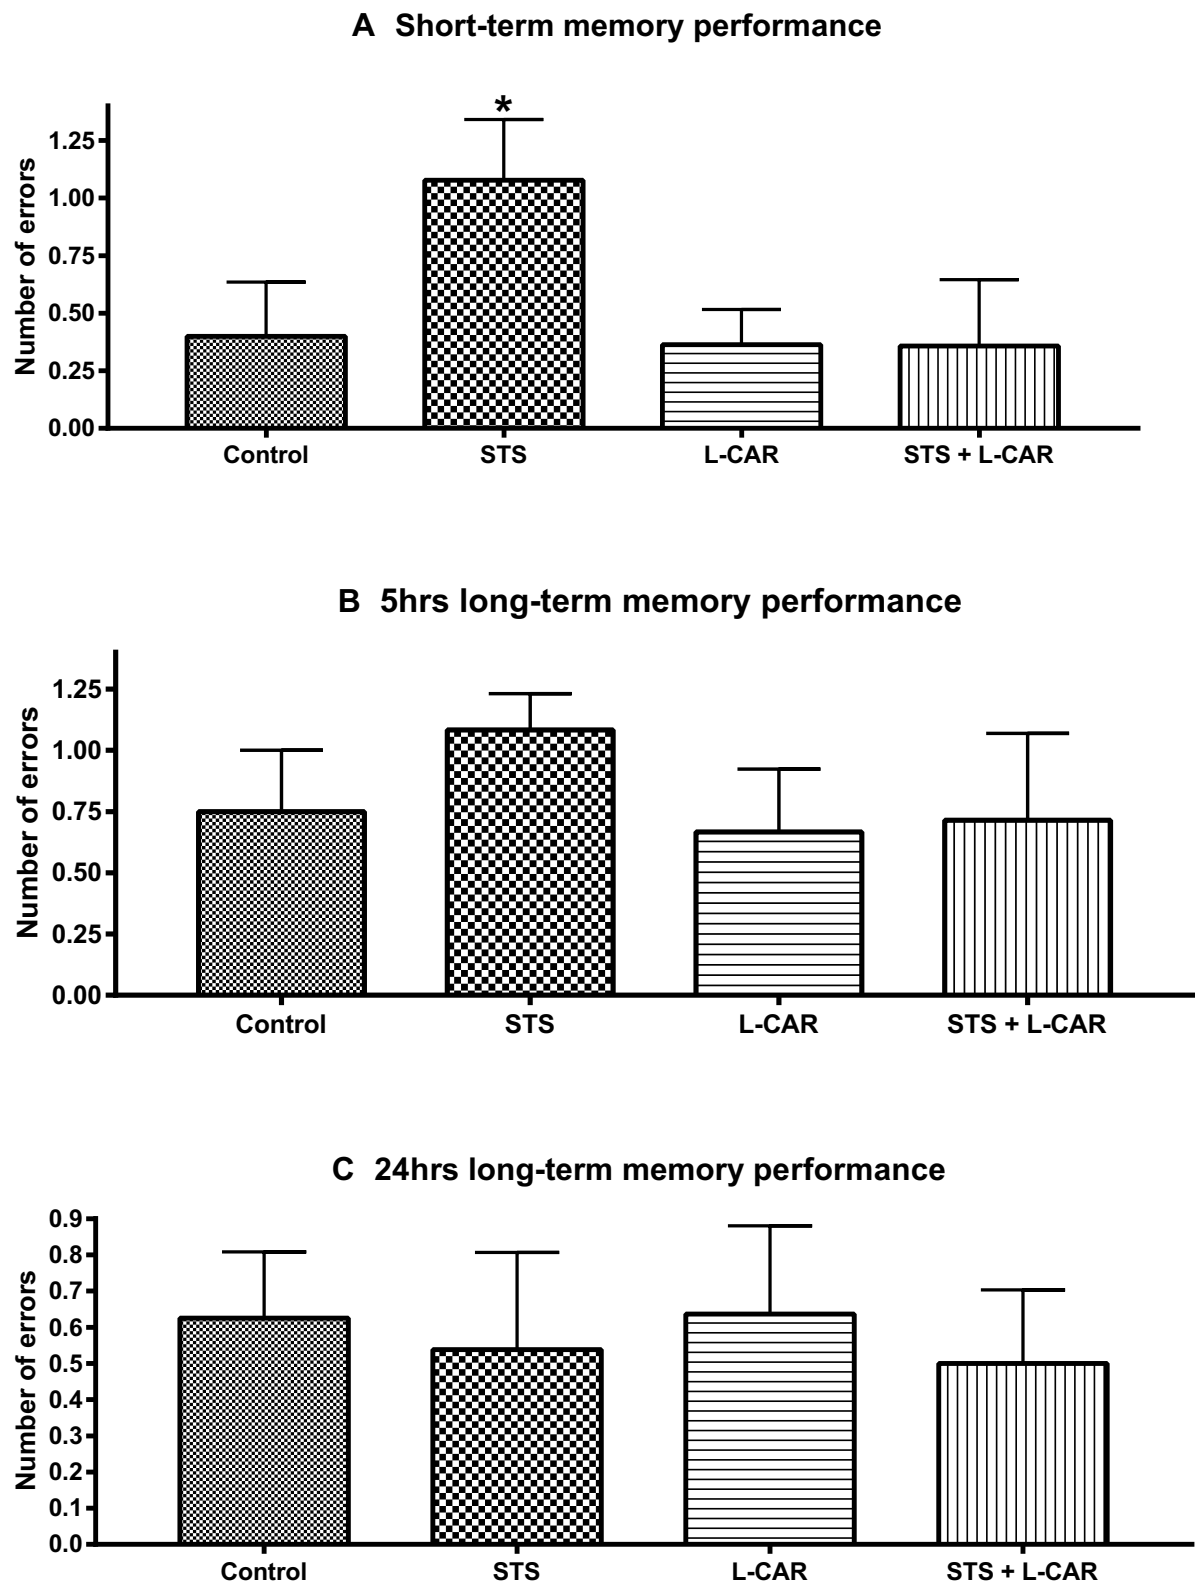 A Short-term memory performance
*
1.25
1.00
0.75
0.50
0.25
0.00
Number of errors
Control STS L-CAR STS + L-CAR
B 5hrs long-term memory performance
1.25
1.00
0.75
0.50
0.25
0.00
Number of errors
Control STS L-CAR STS + L-CAR
C 24hrs long-term memory performance
0.9
0.8
0.7
0.6
0.5
0.4
0.3
0.2
0.1
0.0
Number of errors
Control STS L-CAR STS + L-CAR